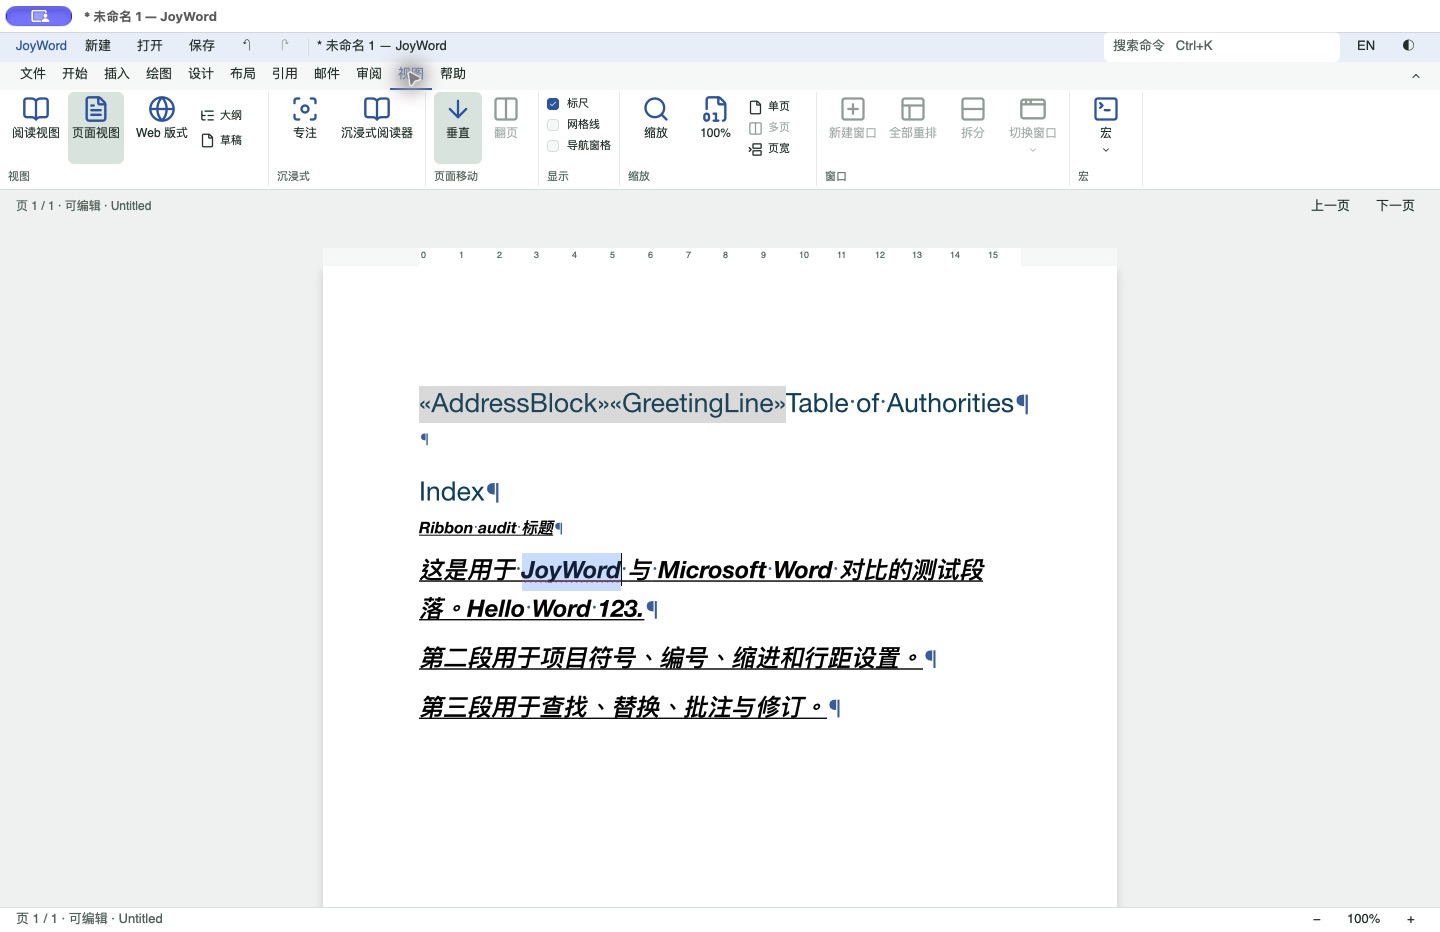 * 未命名 1 — JoyWord
JoyWord 新建 打开 保存 * 未命名 1 — JoyWord 搜索命令 Ctrl+K EN
文件 开始 插入 绘图 设计 布局 引用 邮件 审阅 视图 帮助
阅读视图 页面视图 Web 版式 大纲 草稿
视图
专注 沉浸式阅读器
沉浸式
垂直 翻页
页面移动
标尺
网格线
导航窗格
显示
缩放 100% 单页 多页 页宽
缩放
新建窗口 全部重排 拆分 切换窗口
窗口
宏
宏
页 1 / 1 · 可编辑 · Untitled 上一页 下一页
0 1 2 3 4 5 6 7 8 9 10 11 12 13 14 15
«AddressBlock»«GreetingLine»Table·of·Authorities¶
¶
Index¶
Ribbon·audit·标题¶
这是用于·JoyWord·与·Microsoft·Word·对比的测试段
落。Hello·Word·123.¶
第二段用于项目符号、编号、缩进和行距设置。¶
第三段用于查找、替换、批注与修订。¶
页 1 / 1 · 可编辑 · Untitled − 100% +